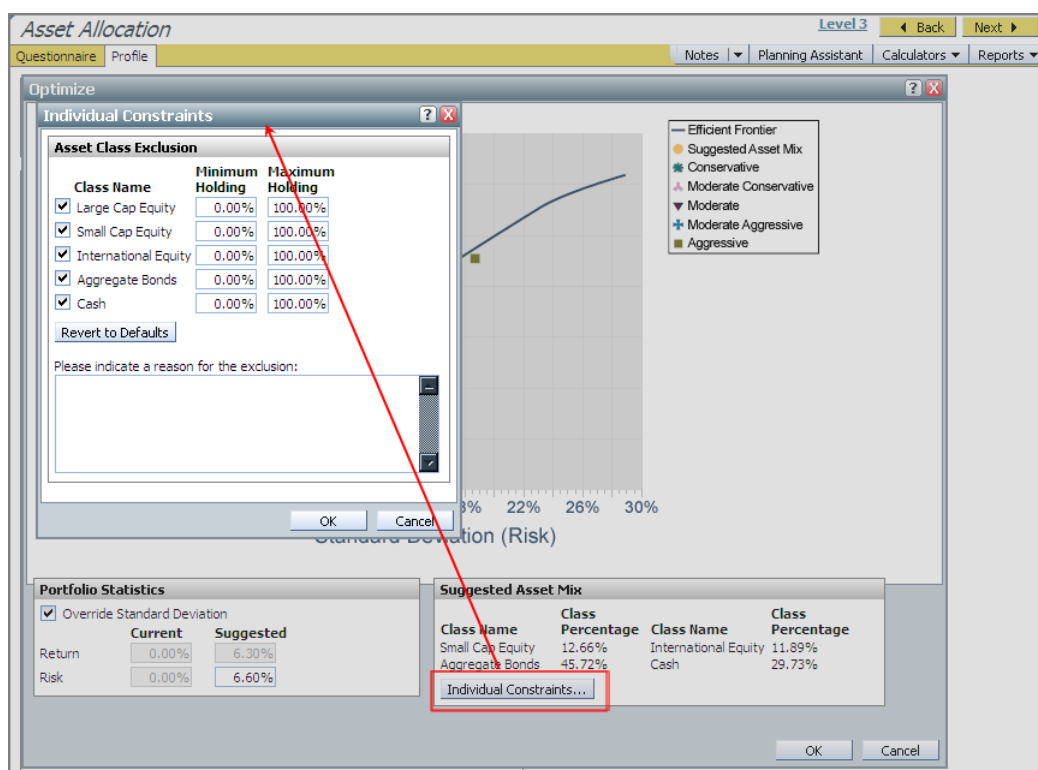 Asset Allocation Level 3 Back Next
Questionnaire Profile Notes Planning Assistant Calculators Reports
Optimize ?
Individual Constraints ?
Asset Class Exclusion
Class Name Minimum Holding Maximum Holding
Large Cap Equity 0.00% 100.00%
Small Cap Equity 0.00% 100.00%
International Equity 0.00% 100.00%
Aggregate Bonds 0.00% 100.00%
Cash 0.00% 100.00%
Revert to Defaults
Please indicate a reason for the exclusion:
OK Cancel
Efficient Frontier
Suggested Asset Mix
Conservative
Moderate Conservative
Moderate
Moderate Aggressive
Aggressive
22% 26% 30%
Standard Deviation (Risk)
Portfolio Statistics
Override Standard Deviation
Current Suggested
Return 0.00% 6.30%
Risk 0.00% 6.60%
Suggested Asset Mix
Class Name Class Percentage Class Name Class Percentage
Small Cap Equity 12.66% International Equity 11.89%
Aggregate Bonds 45.72% Cash 29.73%
Individual Constraints...
OK Cancel